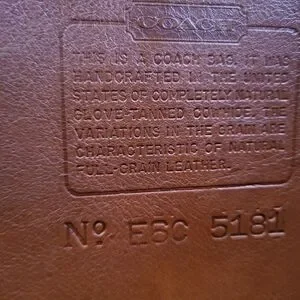 COACH
THIS IS A COACH BAG. IT WAS
HANDCRAFTED IN THE UNITED
STATES OF COMPLETELY NATURAL
GLOVE-TANNED COWHIDE. THE
VARIATIONS IN THE GRAIN ARE
CHARACTERISTIC OF NATURAL
FULL-GRAIN LEATHER.
Nº E6C 5181